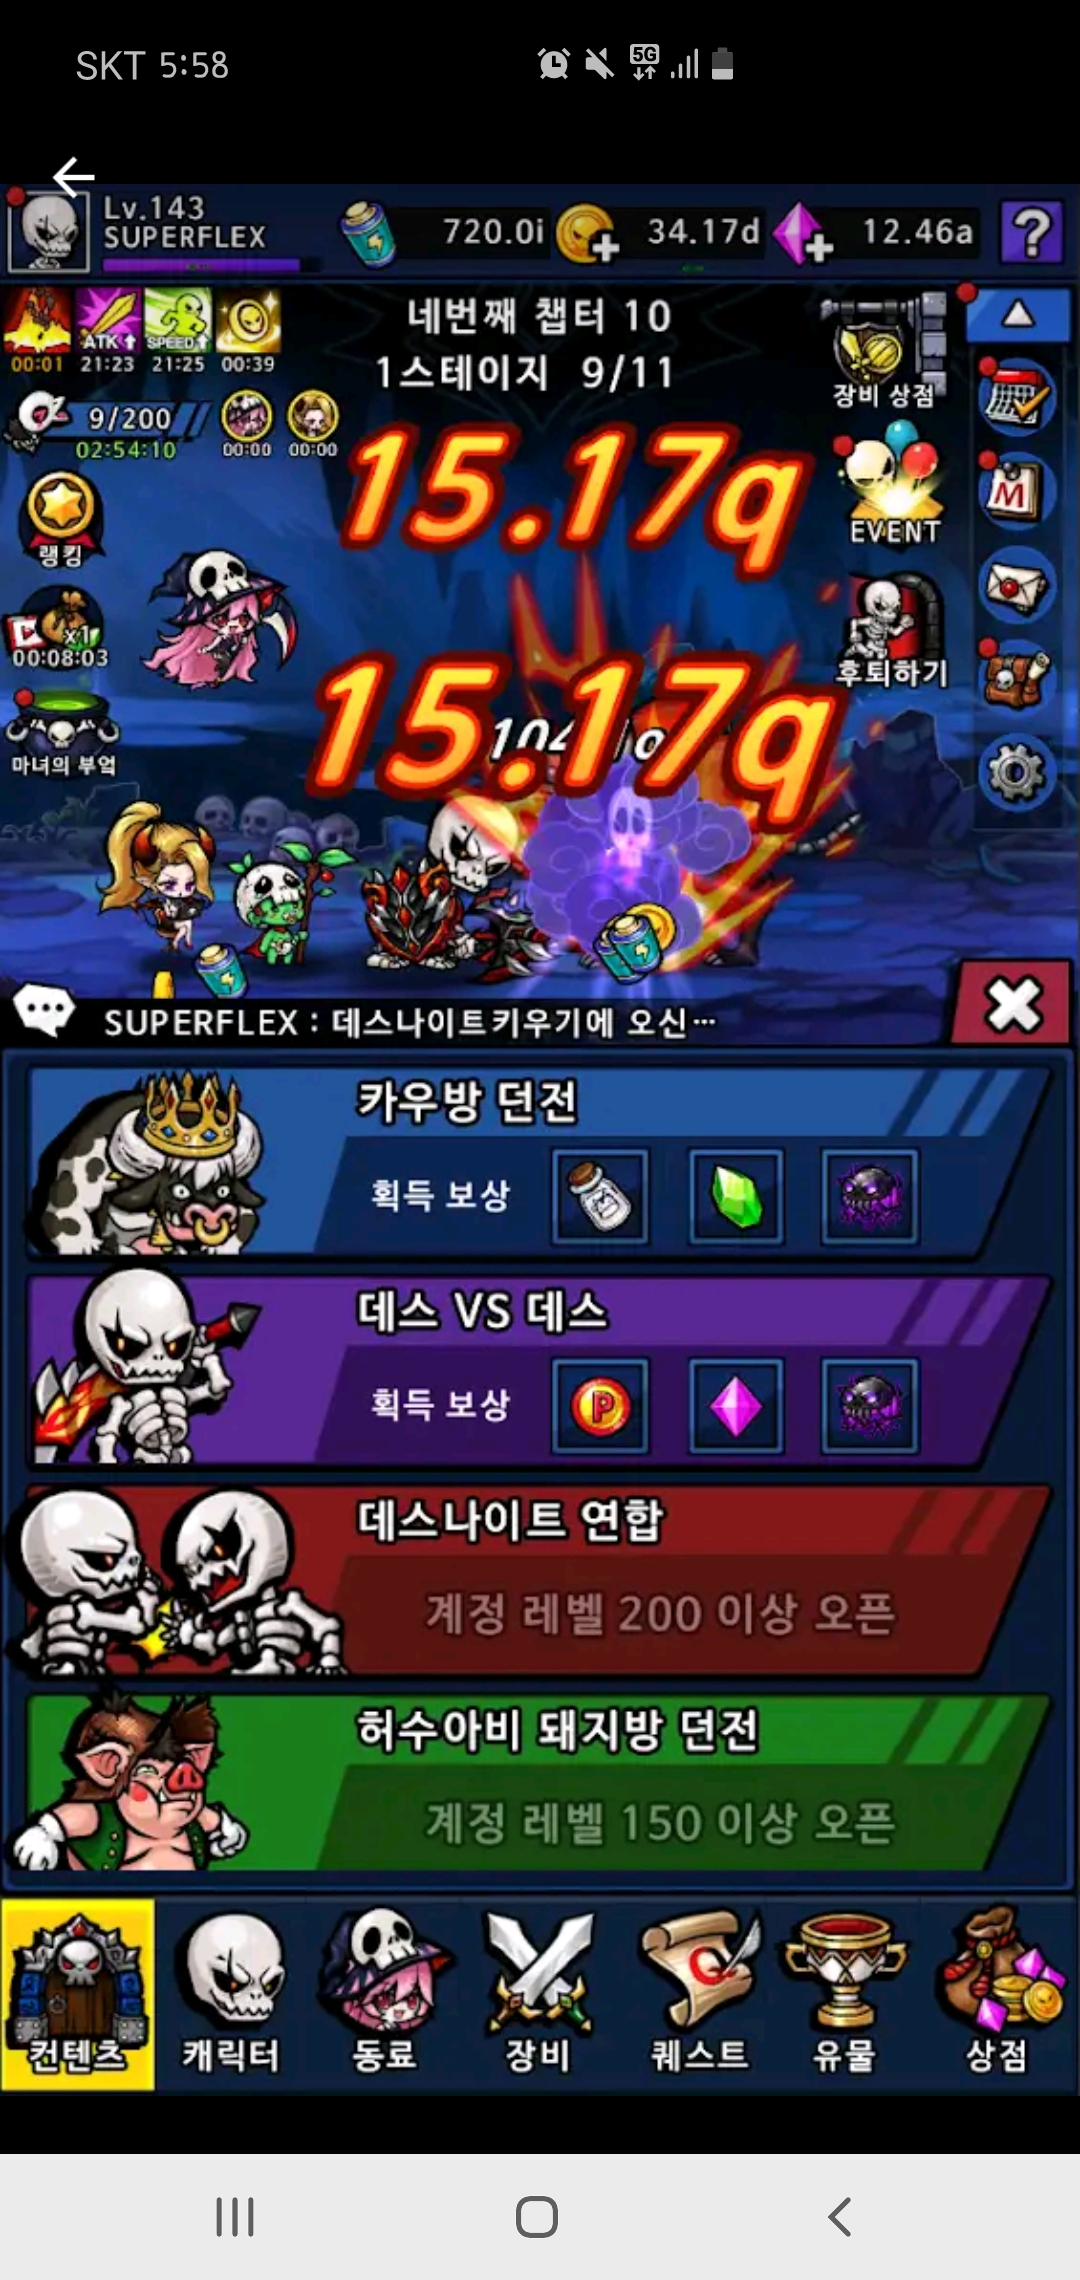 SKT 5:58
5G
Lv.143
SUPERFLEX
720.0i
34.17d
12.46a
?
네번째 챕터 10
1스테이지 9/11
00:01
ATK
21:23
SPEED
21:25
00:39
9/200
02:54:10
00:00
00:00
장비 상점
랭킹
15.17q
EVENT
M
x1
00:08:03
후퇴하기
15.17q
마녀의 부엌
SUPERFLEX : 데스나이트키우기에 오신…
카우방 던전
획득 보상
데스 VS 데스
획득 보상
P
데스나이트 연합
계정 레벨 200 이상 오픈
허수아비 돼지방 던전
계정 레벨 150 이상 오픈
컨텐츠
캐릭터
동료
장비
퀘스트
유물
상점